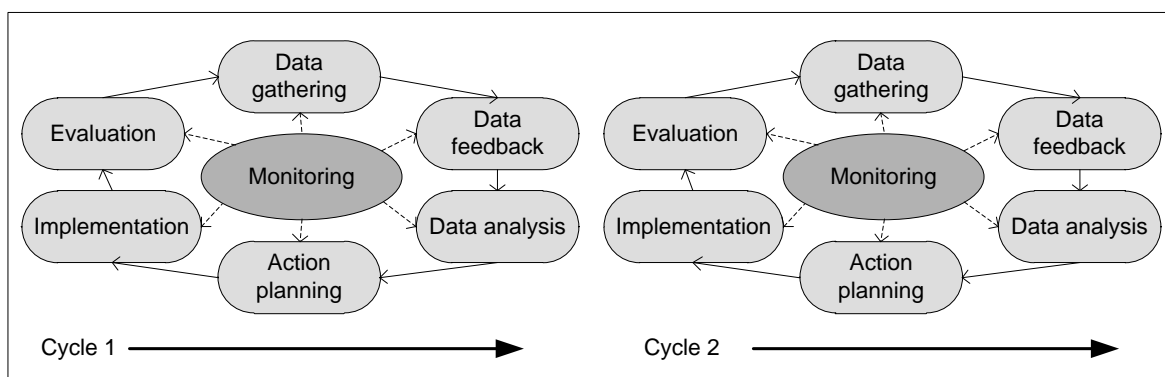 Data
gathering
Evaluation
Data
feedback
Monitoring
Implementation
Data analysis
Action
planning
Cycle 1
Data
gathering
Evaluation
Data
feedback
Monitoring
Implementation
Data analysis
Action
planning
Cycle 2